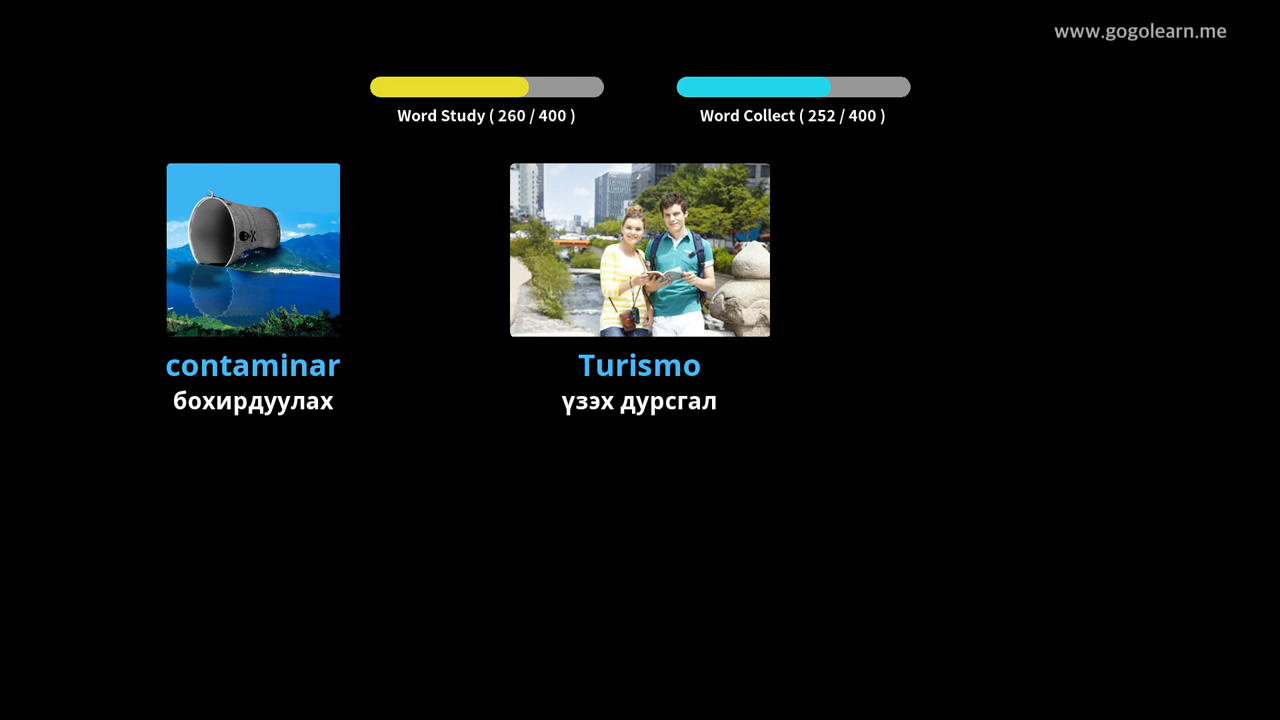 www.gogolearn.me
Word Study ( 260 / 400 )
Word Collect ( 252 / 400 )
contaminar
бохирдуулах
Turismo
үзэх дурсгал